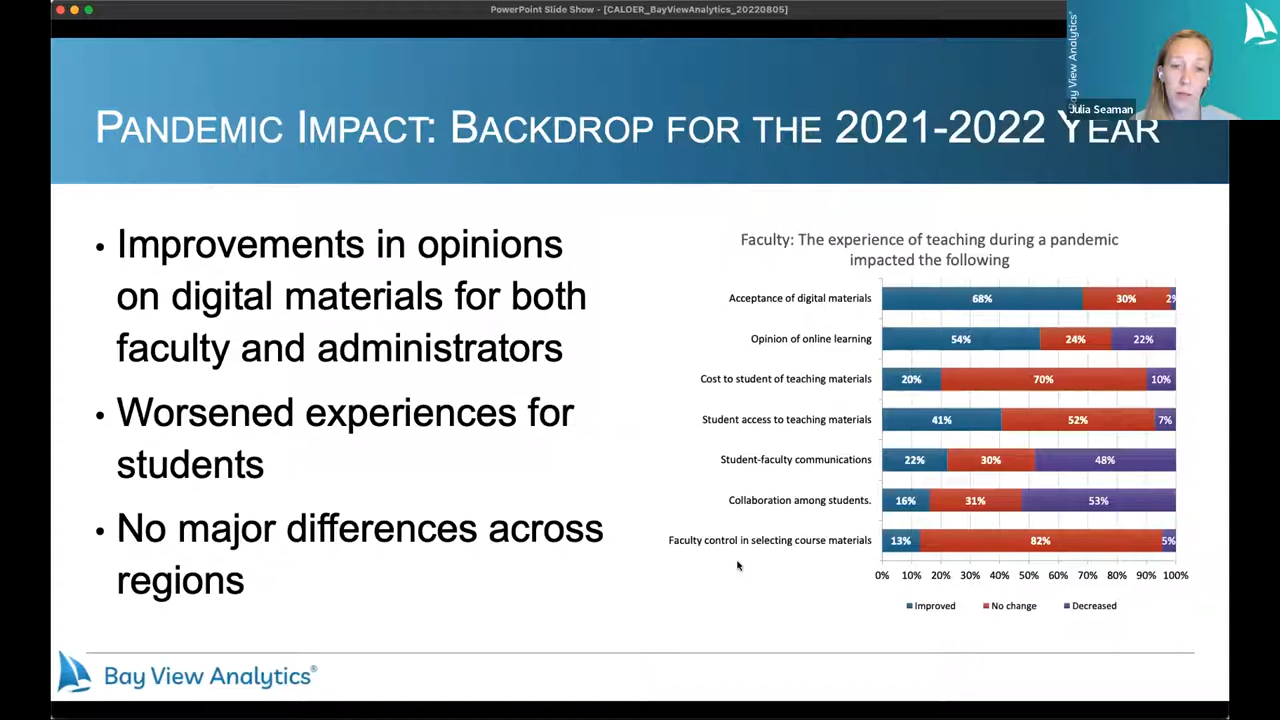 PowerPoint Slide Show - [CALDER_BayViewAnalytics_20220805]
Bay View Analytics®
Julia Seaman
PANDEMIC IMPACT: BACKDROP FOR THE 2021-2022 YEAR
• Improvements in opinions
on digital materials for both
faculty and administrators
• Worsened experiences for
students
• No major differences across
regions
Faculty: The experience of teaching during a pandemic
impacted the following
Acceptance of digital materials 68% 30% 2%
Opinion of online learning 54% 24% 22%
Cost to student of teaching materials 20% 70% 10%
Student access to teaching materials 41% 52% 7%
Student-faculty communications 22% 30% 48%
Collaboration among students. 16% 31% 53%
Faculty control in selecting course materials 13% 82% 5%
0% 10% 20% 30% 40% 50% 60% 70% 80% 90% 100%
Improved No change Decreased
Bay View Analytics®